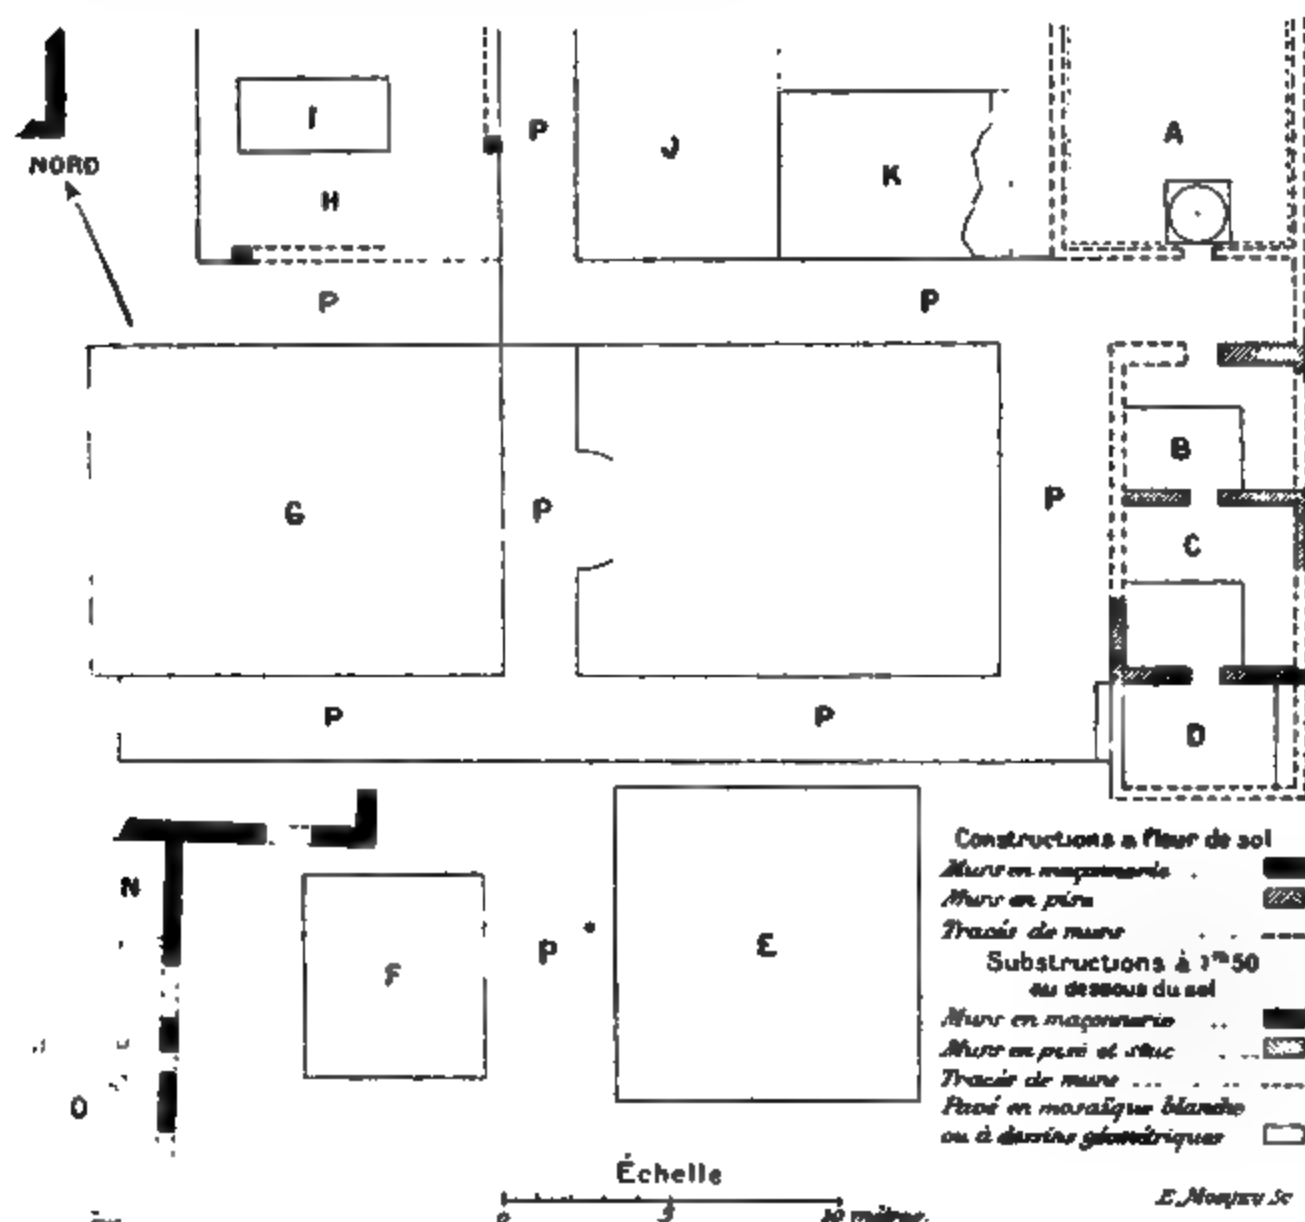 I
P
J
A
NORD
K
H
P
P
B
G
P
P
C
P
P
D
Constructions a fleur de sol
Murs en maçonnerie
N
Murs en pisé
Tracés de murs
F
P
E
Substructions à 1m50
au dessous du sol
Murs en maçonnerie
Murs en pisé et stuc
Tracés de murs
O
Pavé en mosaïque blanche
ou à dessins géométriques
Échelle
0 5 10 mètres